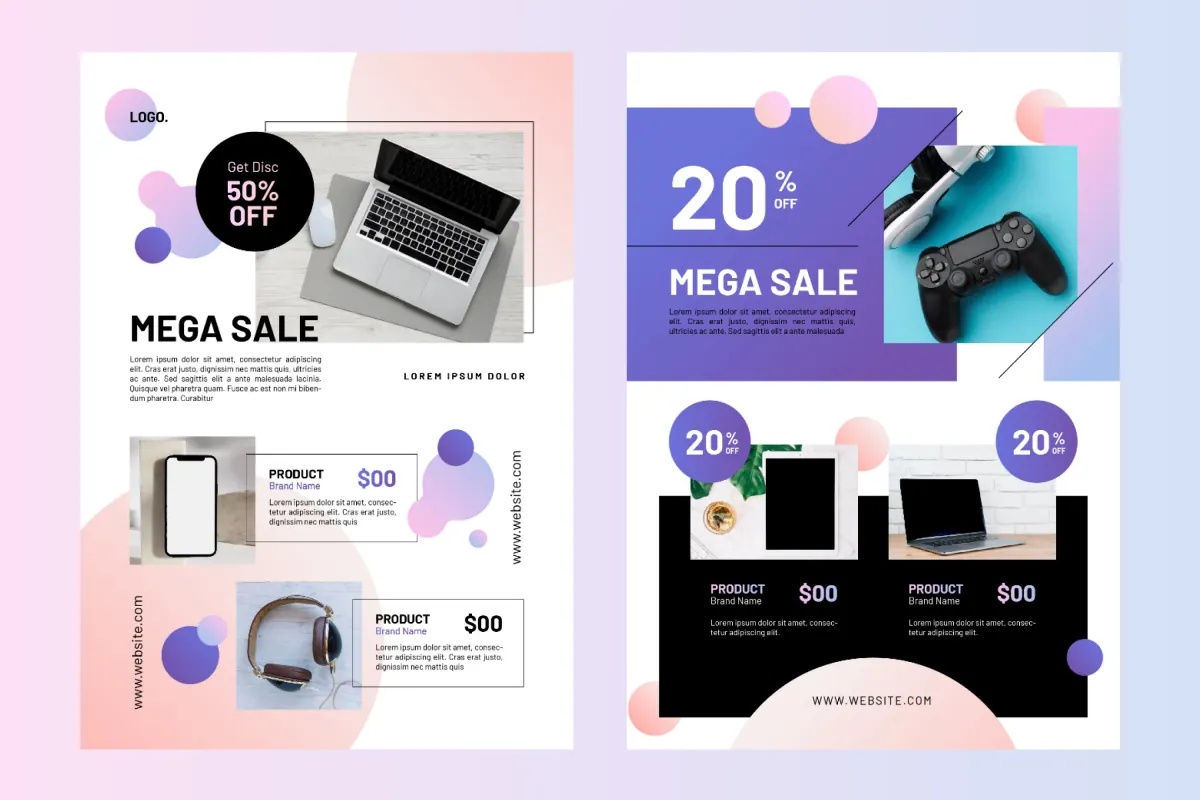 LOGO.
Get Disc
50%
OFF
MEGA SALE
Lorem ipsum dolor sit amet, consectetur adipiscing
elit. Cras erat justo, dignissim nec mattis quis, ultricies
ac ante. Sed sagittis elit a ante malesuada lacinia.
Quisque vel pharetra quam. Fusce ac est non mi biben-
dum pharetra. Curabitur
LOREM IPSUM DOLOR
PRODUCT
Brand Name
$00
Lorem ipsum dolor sit amet, consec-
tetur adipiscing elit. Cras erat justo,
dignissim nec mattis quis
www.website.com
www.website.com
PRODUCT
Brand Name
$00
Lorem ipsum dolor sit amet, consec-
tetur adipiscing elit. Cras erat justo,
dignissim nec mattis quis
20%
OFF
MEGA SALE
Lorem ipsum dolor sit amet, consectetur adipiscing
elit. Cras erat justo, dignissim nec mattis quis,
ultricies ac ante. Sed sagittis elit a ante malesuada
20%
OFF
20%
OFF
PRODUCT
Brand Name
$00
Lorem ipsum dolor sit amet, consec-
tetur adipiscing elit.
PRODUCT
Brand Name
$00
Lorem ipsum dolor sit amet, consec-
tetur adipiscing elit.
WWW.WEBSITE.COM